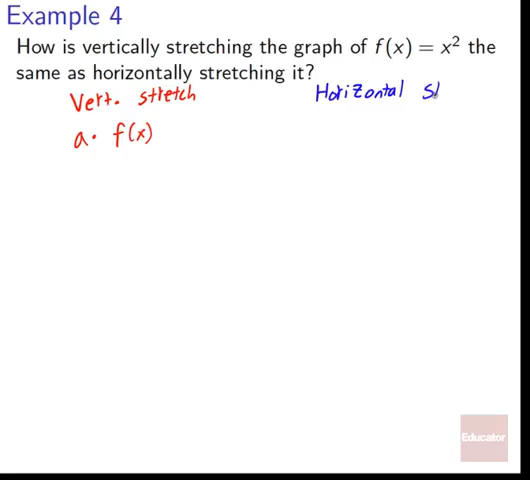 Example 4
How is vertically stretching the graph of f(x) = x² the
same as horizontally stretching it?
Vert. stretch Horizontal
a · f(x)
Educator